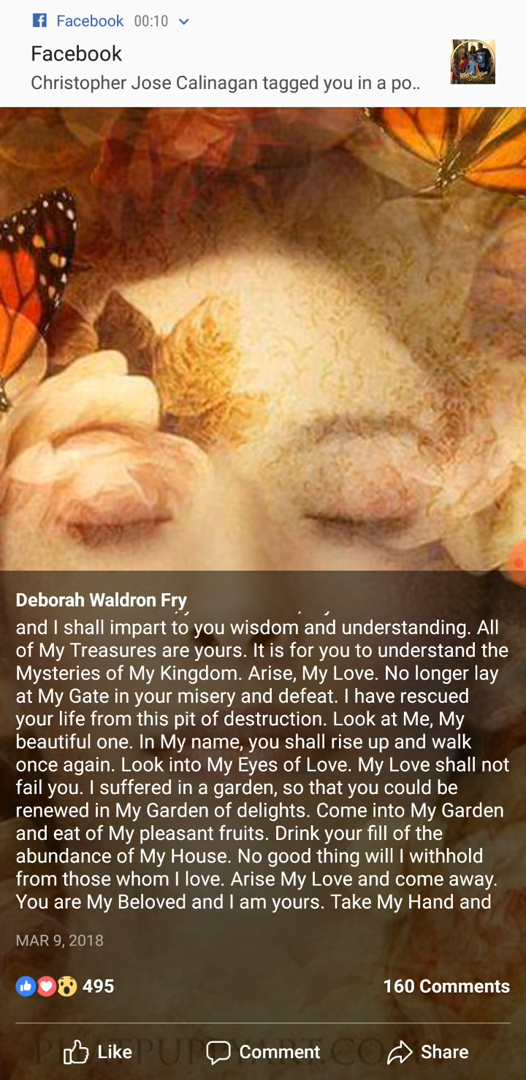 Facebook 00:10
Facebook
Christopher Jose Calinagan tagged you in a po..
Deborah Waldron Fry
and I shall impart to you wisdom and understanding. All
of My Treasures are yours. It is for you to understand the
Mysteries of My Kingdom. Arise, My Love. No longer lay
at My Gate in your misery and defeat. I have rescued
your life from this pit of destruction. Look at Me, My
beautiful one. In My name, you shall rise up and walk
once again. Look into My Eyes of Love. My Love shall not
fail you. I suffered in a garden, so that you could be
renewed in My Garden of delights. Come into My Garden
and eat of My pleasant fruits. Drink your fill of the
abundance of My House. No good thing will I withhold
from those whom I love. Arise My Love and come away.
You are My Beloved and I am yours. Take My Hand and
MAR 9, 2018
495 160 Comments
Like Comment Share